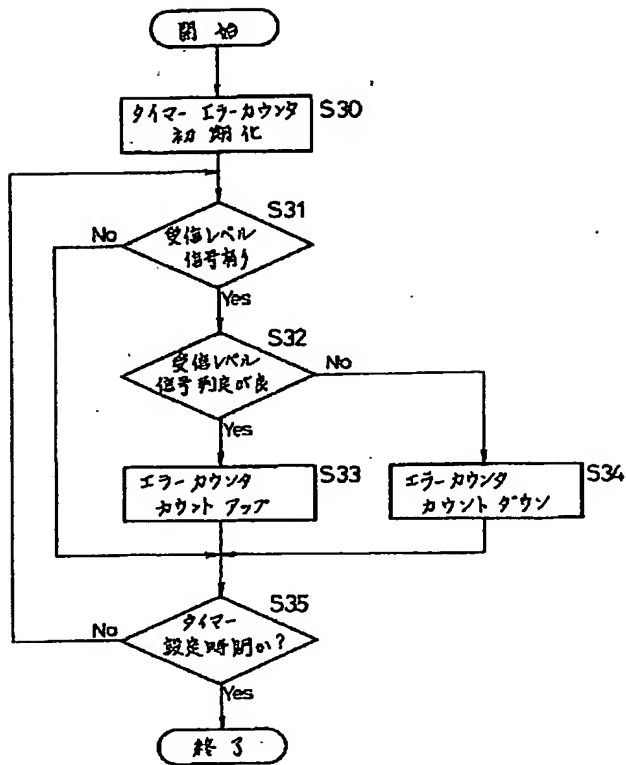 開始
タイマー エラーカウンタ
初期化
S30
S31
受信レベル
信号有り
No
Yes
S32
受信レベル
信号判定が良
No
Yes
エラーカウンタ
カウントアップ
S33
エラーカウンタ
カウントダウン
S34
S35
タイマー
設定時間か?
No
Yes
終了